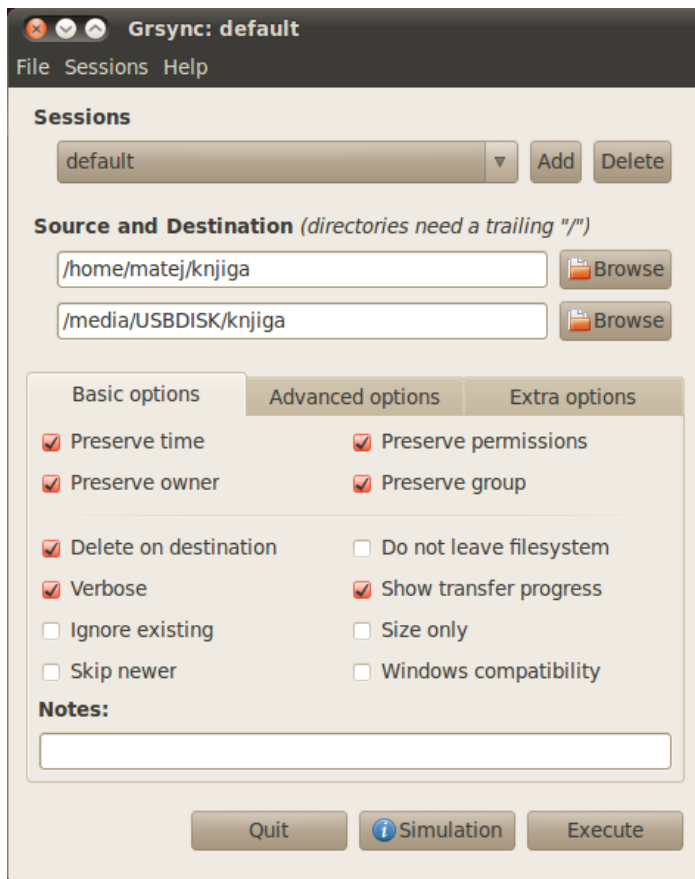 Grsync: default
File Sessions Help
Sessions
default Add Delete
Source and Destination (directories need a trailing "/")
/home/matej/knjiga Browse
/media/USBDISK/knjiga Browse
Basic options Advanced options Extra options
Preserve time Preserve permissions
Preserve owner Preserve group
Delete on destination Do not leave filesystem
Verbose Show transfer progress
Ignore existing Size only
Skip newer Windows compatibility
Notes:
Quit Simulation Execute